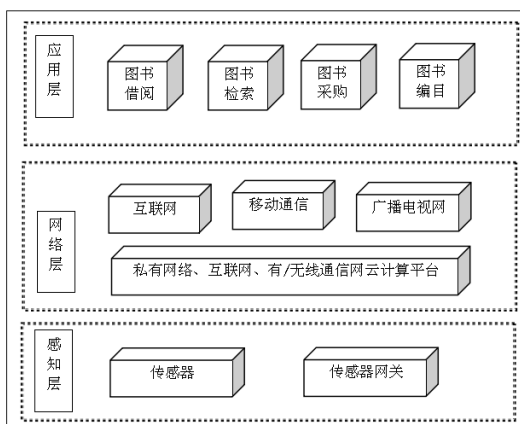 应用层
图书借阅
图书检索
图书采购
图书编目
网络层
互联网
移动通信
广播电视网
私有网络、互联网、有/无线通信网云计算平台
感知层
传感器
传感器网关